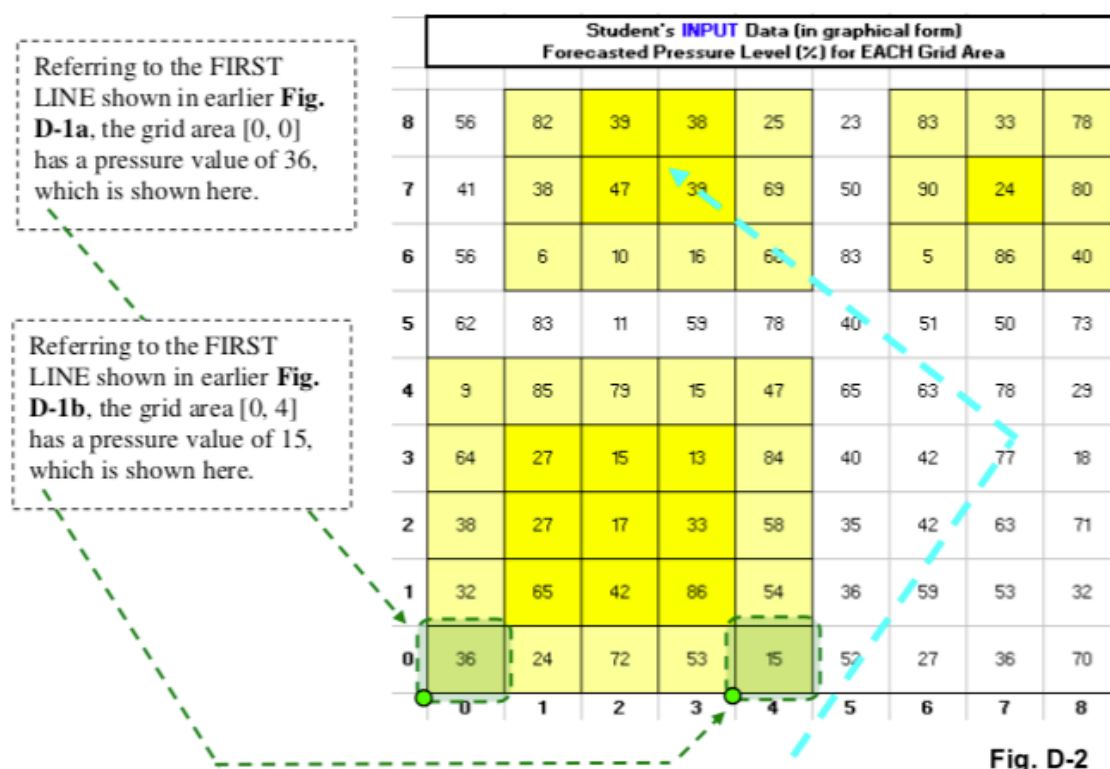 Referring to the FIRST
LINE shown in earlier Fig.
D-1a, the grid area [0, 0]
has a pressure value of 36,
which is shown here.
Referring to the FIRST
LINE shown in earlier Fig.
D-1b, the grid area [0, 4]
has a pressure value of 15,
which is shown here.
Student's INPUT Data (in graphical form)
Forecasted Pressure Level (%) for EACH Grid Area
8 56 82 39 38 25 23 83 33 78
7 41 38 47 39 69 50 90 24 80
6 56 6 10 16 83 5 86 40
5 62 83 11 59 78 40 51 50 73
4 9 85 79 15 47 65 63 78 29
3 64 27 15 13 84 40 42 77 18
2 38 27 17 33 58 35 42 63 71
1 32 65 42 86 54 36 59 53 32
0 36 24 72 53 15 52 27 36 70
0 1 2 3 4 5 6 7 8
Fig. D-2